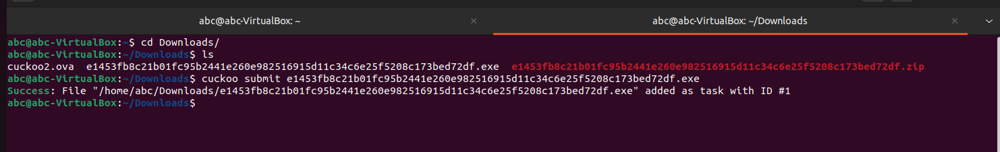 abc@abc-VirtualBox: ~ abc@abc-VirtualBox: ~/Downloads
abc@abc-VirtualBox:~$ cd Downloads/
abc@abc-VirtualBox:~/Downloads$ ls
cuckoo2.ova e1453fb8c21b01fc95b2441e260e982516915d11c34c6e25f5208c173bed72df.exe e1453fb8c21b01fc95b2441e260e982516915d11c34c6e25f5208c173bed72df.zip
abc@abc-VirtualBox:~/Downloads$ cuckoo submit e1453fb8c21b01fc95b2441e260e982516915d11c34c6e25f5208c173bed72df.exe
Success: File "/home/abc/Downloads/e1453fb8c21b01fc95b2441e260e982516915d11c34c6e25f5208c173bed72df.exe" added as task with ID #1
abc@abc-VirtualBox:~/Downloads$